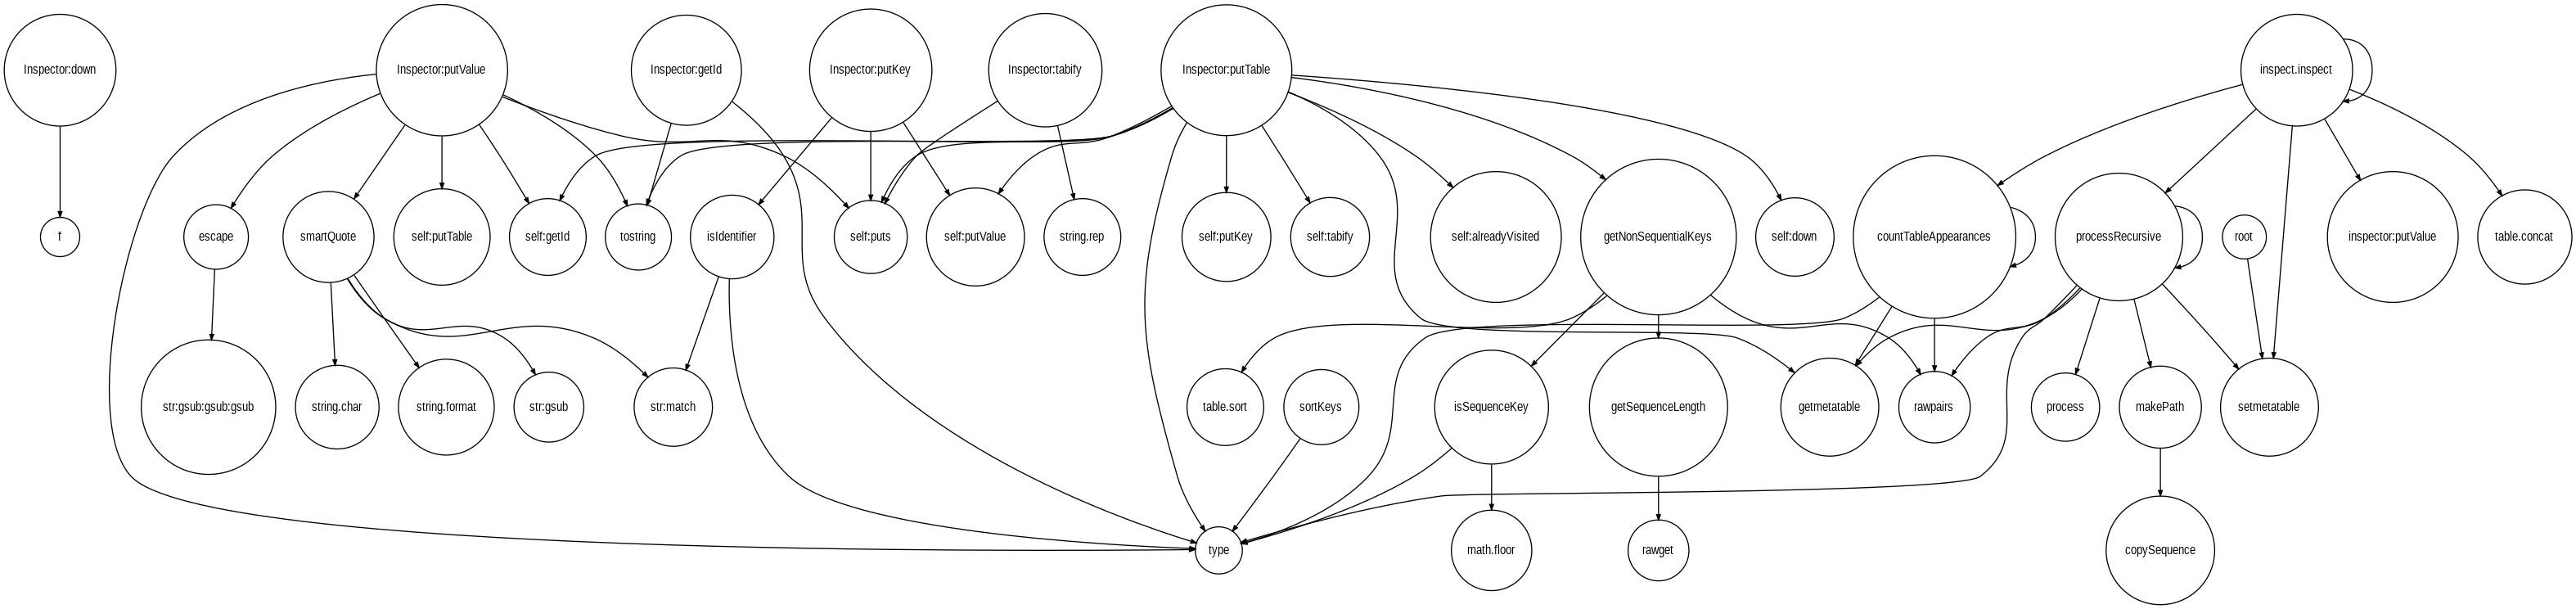 Inspector:down
Inspector:putValue
Inspector:getId
Inspector:putKey
Inspector:tabify
Inspector:putTable
inspect.inspect
f
escape
smartQuote
self:putTable
self:getId
tostring
isIdentifier
self:puts
self:putValue
string.rep
self:putKey
self:tabify
self:alreadyVisited
getNonSequentialKeys
self:down
countTableAppearances
processRecursive
root
inspector:putValue
table.concat
str:gsub:gsub:gsub
string.char
string.format
str:gsub
str:match
table.sort
sortKeys
isSequenceKey
getSequenceLength
getmetatable
rawpairs
process
makePath
setmetatable
type
math.floor
rawget
copySequence